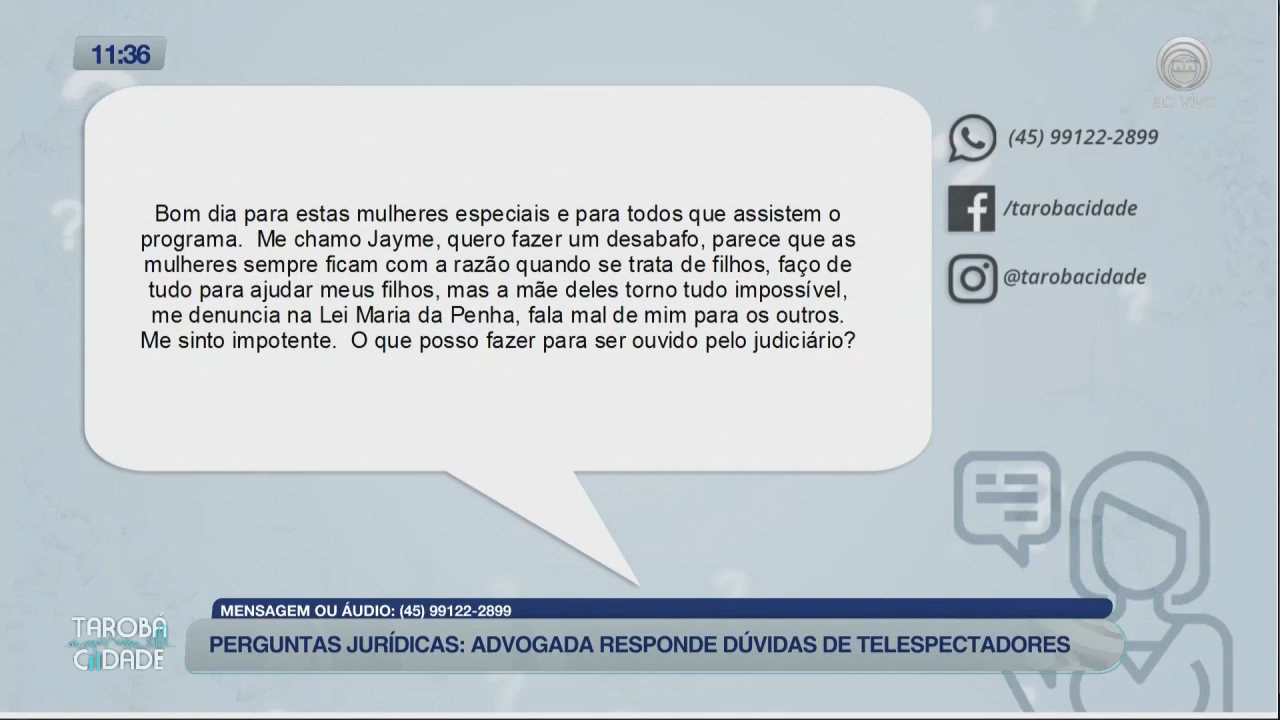 11:36
AO VIVO
Bom dia para estas mulheres especiais e para todos que assistem o
programa.  Me chamo Jayme, quero fazer um desabafo, parece que as
mulheres sempre ficam com a razão quando se trata de filhos, faço de
tudo para ajudar meus filhos, mas a mãe deles torno tudo impossível,
me denuncia na Lei Maria da Penha, fala mal de mim para os outros.
Me sinto impotente.  O que posso fazer para ser ouvido pelo judiciário?
(45) 99122-2899
/tarobacidade
@tarobacidade
MENSAGEM OU ÁUDIO: (45) 99122-2899
PERGUNTAS JURÍDICAS: ADVOGADA RESPONDE DÚVIDAS DE TELESPECTADORES
TAROBÁ
CIDADE